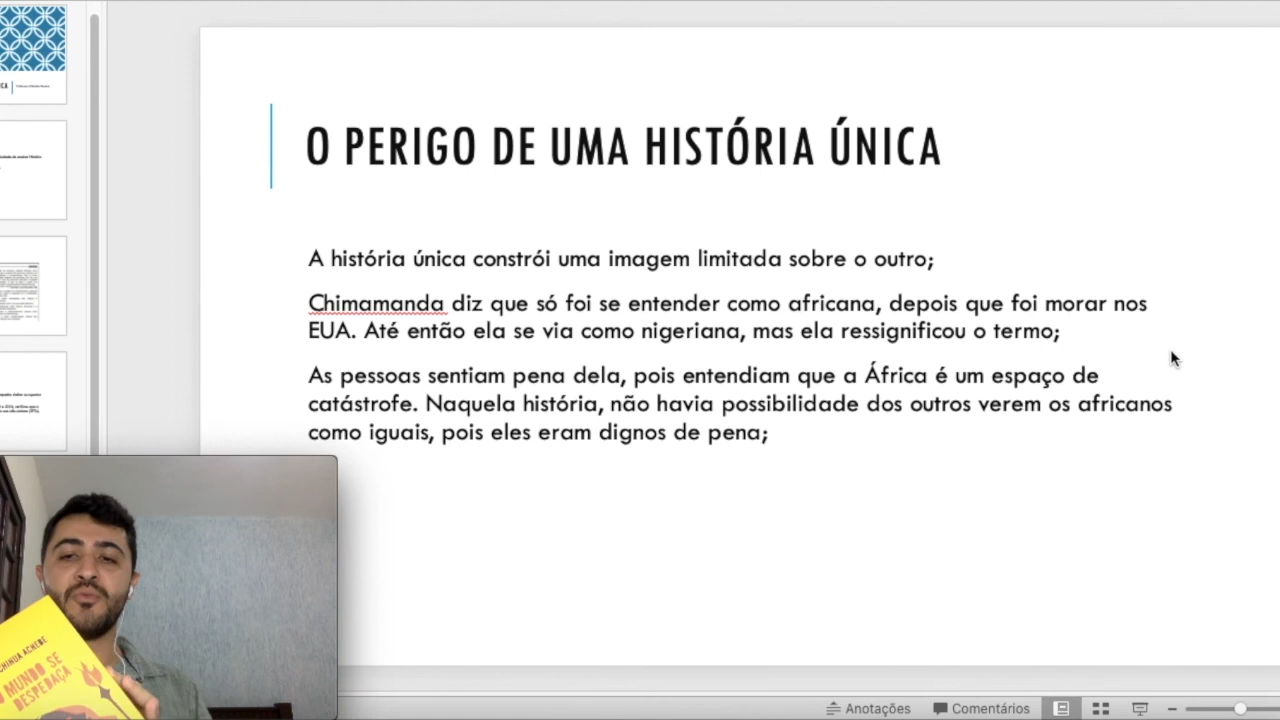 O PERIGO DE UMA HISTÓRIA ÚNICA
A história única constrói uma imagem limitada sobre o outro;
Chimamanda diz que só foi se entender como africana, depois que foi morar nos
EUA. Até então ela se via como nigeriana, mas ela ressignificou o termo;
As pessoas sentiam pena dela, pois entendiam que a África é um espaço de
catástrofe. Naquela história, não havia possibilidade dos outros verem os africanos
como iguais, pois eles eram dignos de pena;
CHINUA ACHEBE
O MUNDO SE
DESPEDAÇA
Anotações
Comentários